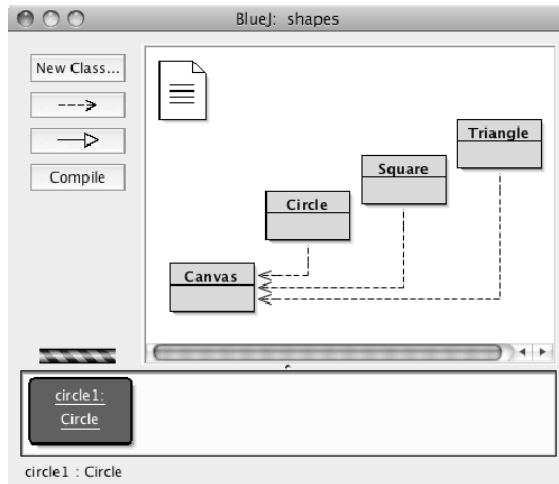 BlueJ: shapes
New Class...
Compile
Triangle
Square
Circle
Canvas
circle1:
Circle
circle1 : Circle